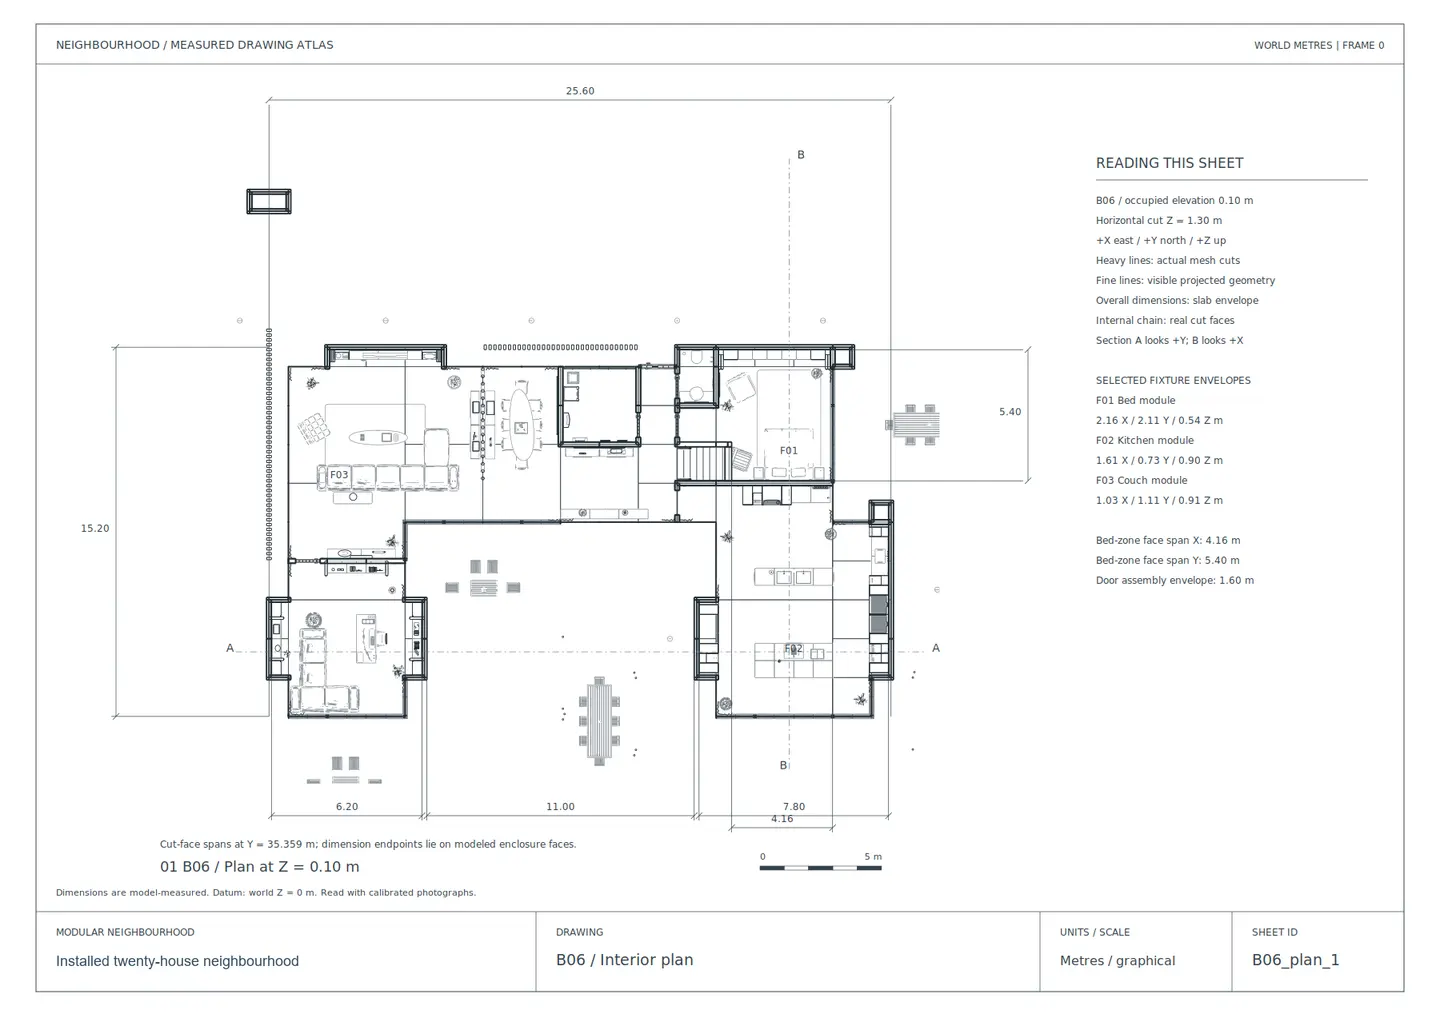 NEIGHBOURHOOD / MEASURED DRAWING ATLAS
WORLD METRES | FRAME 0
25.60
B
READING THIS SHEET
B06 / occupied elevation 0.10 m
Horizontal cut Z = 1.30 m
+X east / +Y north / +Z up
Heavy lines: actual mesh cuts
Fine lines: visible projected geometry
Overall dimensions: slab envelope
Internal chain: real cut faces
Section A looks +Y; B looks +X
SELECTED FIXTURE ENVELOPES
F01 Bed module
2.16 X / 2.11 Y / 0.54 Z m
F02 Kitchen module
1.61 X / 0.73 Y / 0.90 Z m
F03 Couch module
1.03 X / 1.11 Y / 0.91 Z m
Bed-zone face span X: 4.16 m
Bed-zone face span Y: 5.40 m
Door assembly envelope: 1.60 m
5.40
F01
F03
15.20
A
F02
A
B
6.20
11.00
7.80
4.16
Cut-face spans at Y = 35.359 m; dimension endpoints lie on modeled enclosure faces.
01 B06 / Plan at Z = 0.10 m
0
5 m
Dimensions are model-measured. Datum: world Z = 0 m. Read with calibrated photographs.
MODULAR NEIGHBOURHOOD
Installed twenty-house neighbourhood
DRAWING
B06 / Interior plan
UNITS / SCALE
Metres / graphical
SHEET ID
B06_plan_1